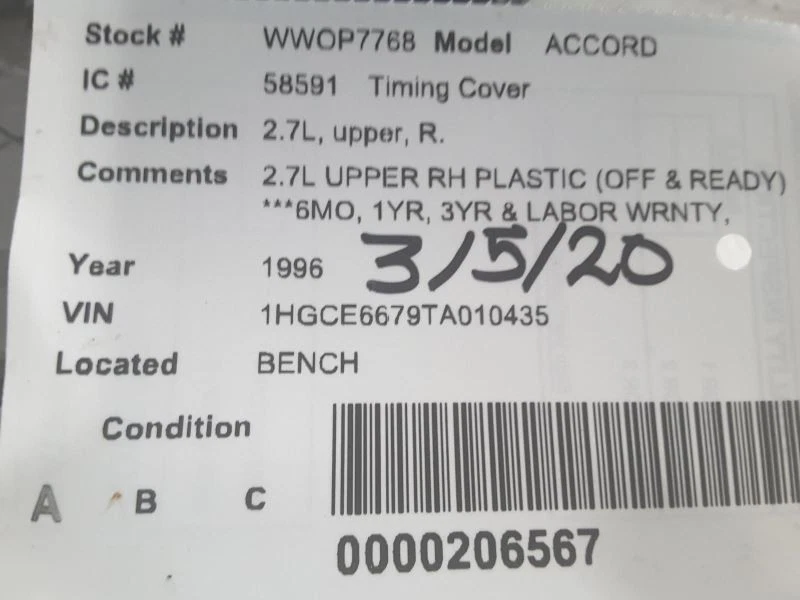 Stock # WWOP7768 Model ACCORD
IC # 58591 Timing Cover
Description 2.7L, upper, R.
Comments 2.7L UPPER RH PLASTIC (OFF & READY)
***6MO, 1YR, 3YR & LABOR WRNTY,
Year 1996 3/5/20
VIN 1HGCE6679TA010435
Located BENCH
Condition
A B C
0000206567